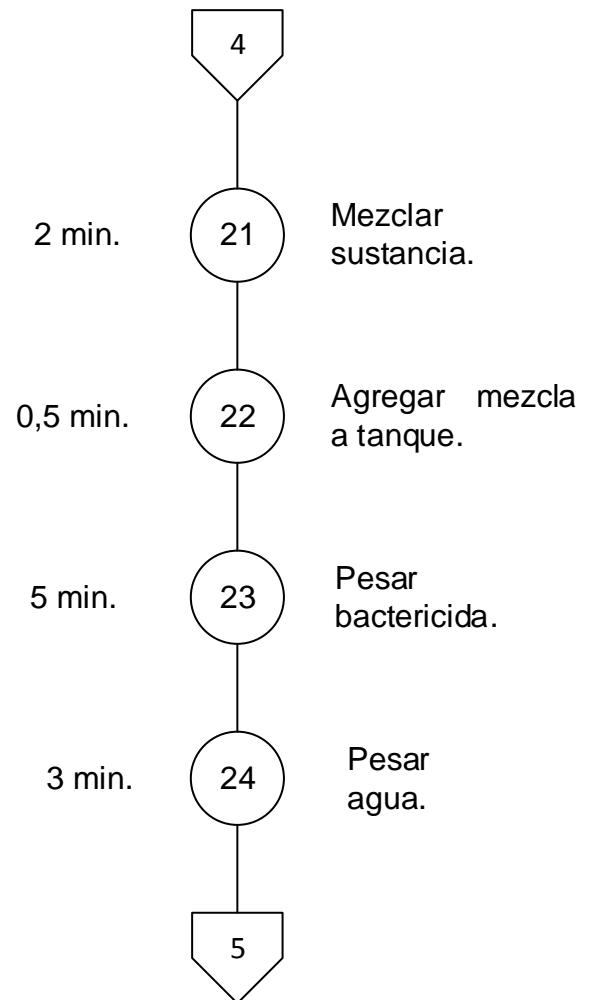 4
2 min.
21
Mezclar
sustancia.
0,5 min.
22
Agregar mezcla
a tanque.
5 min.
23
Pesar
bactericida.
3 min.
24
Pesar
agua.
5